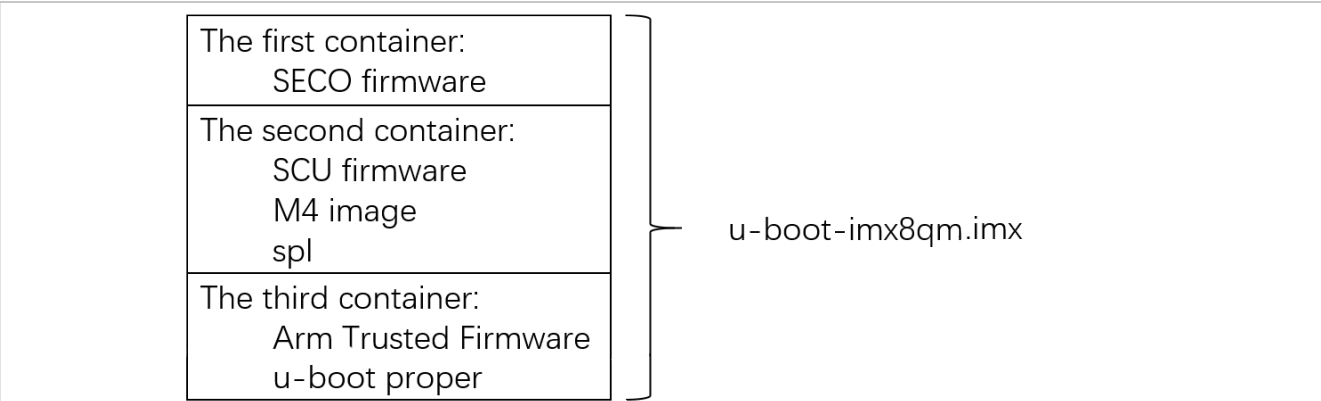 The first container:
SECO firmware
The second container:
SCU firmware
M4 image
spl
The third container:
Arm Trusted Firmware
u-boot proper
u-boot-imx8qm.imx